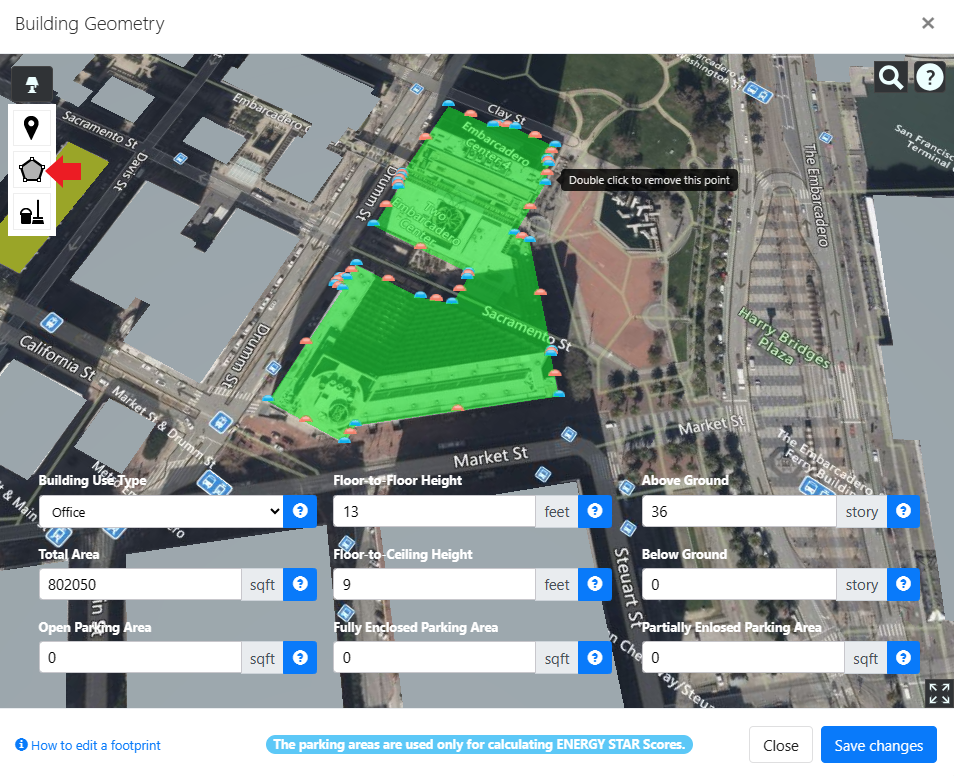 Building Geometry
×
Clay St
Embarcadero
Center 4
Two
Embarcadero
Center
Embarcadero C
Sacramento St
Davis St
Drumm St
Washington St
The Embarcadero
San Francisco
Terminal
Double click to remove this point
Sacramento St
Harry Bridges
Plaza
California St
Drumm St
Market St & Drumm St
Market St
Market St
The Embarcadero
Ferry Building
Building Use Type
Floor-to-Floor Height
Above Ground
Office
?
13
feet
?
36
story
?
Total Area
Floor-to-Ceiling Height
Below Ground
802050
sqft
?
9
feet
?
0
story
?
Steuart St
Open Parking Area
Fully Enclosed Parking Area
Partially Enlosed Parking Area
0
sqft
?
0
sqft
?
0
sqft
?
How to edit a footprint
The parking areas are used only for calculating ENERGY STAR Scores.
Close
Save changes